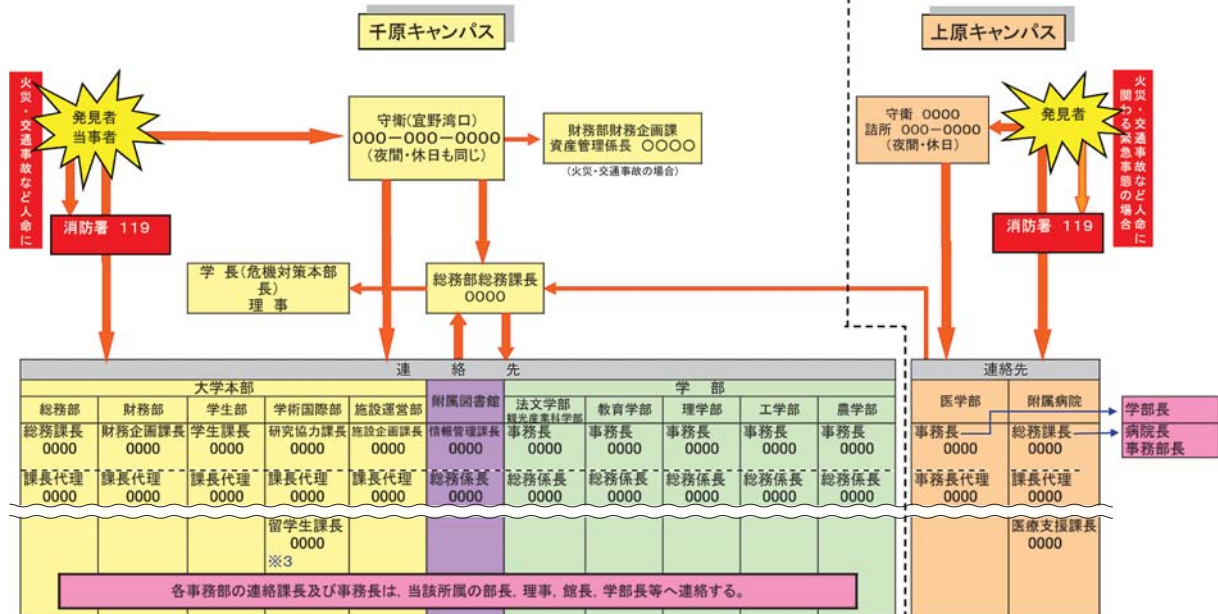 千原キャンパス
火災・交通事故など人命に
発見者
当事者
消防署 119
守衛(宜野湾口)
000-000-0000
(夜間・休日も同じ)
財務部財務企画課
資産管理係長 〇〇〇〇
(火災・交通事故の場合)
学 長(危機対策本部
長)
理 事
総務部総務課長
0000
上原キャンパス
守衛 0000
詰所 000-0000
(夜間・休日)
発見者
火災・交通事故など人命に
関わる緊急事態の場合
消防署 119
連 絡 先
大学本部
附属図書館
学 部
総務部 財務部 学生部 学術国際部 施設運営部 法文学部 教育学部 理学部 工学部 農学部
観光産業科学部
総務課長 財務企画課長 学生課長 研究協力課長 施設企画課長 情報管理課長 事務長 事務長 事務長 事務長 事務長
0000 0000 0000 0000 0000 0000 0000 0000 0000 0000 0000
課長代理 課長代理 課長代理 課長代理 課長代理 総務係長 総務係長 総務係長 総務係長 総務係長 総務係長
0000 0000 0000 0000 0000 0000 0000 0000 0000 0000 0000
留学生課長
0000
※3
各事務部の連絡課長及び事務長は, 当該所属の部長, 理事, 館長, 学部長等へ連絡する。
連絡先
医学部 附属病院
事務長 総務課長
0000 0000
事務長代理 課長代理
0000 0000
医療支援課長
0000
学部長
病院長
事務部長